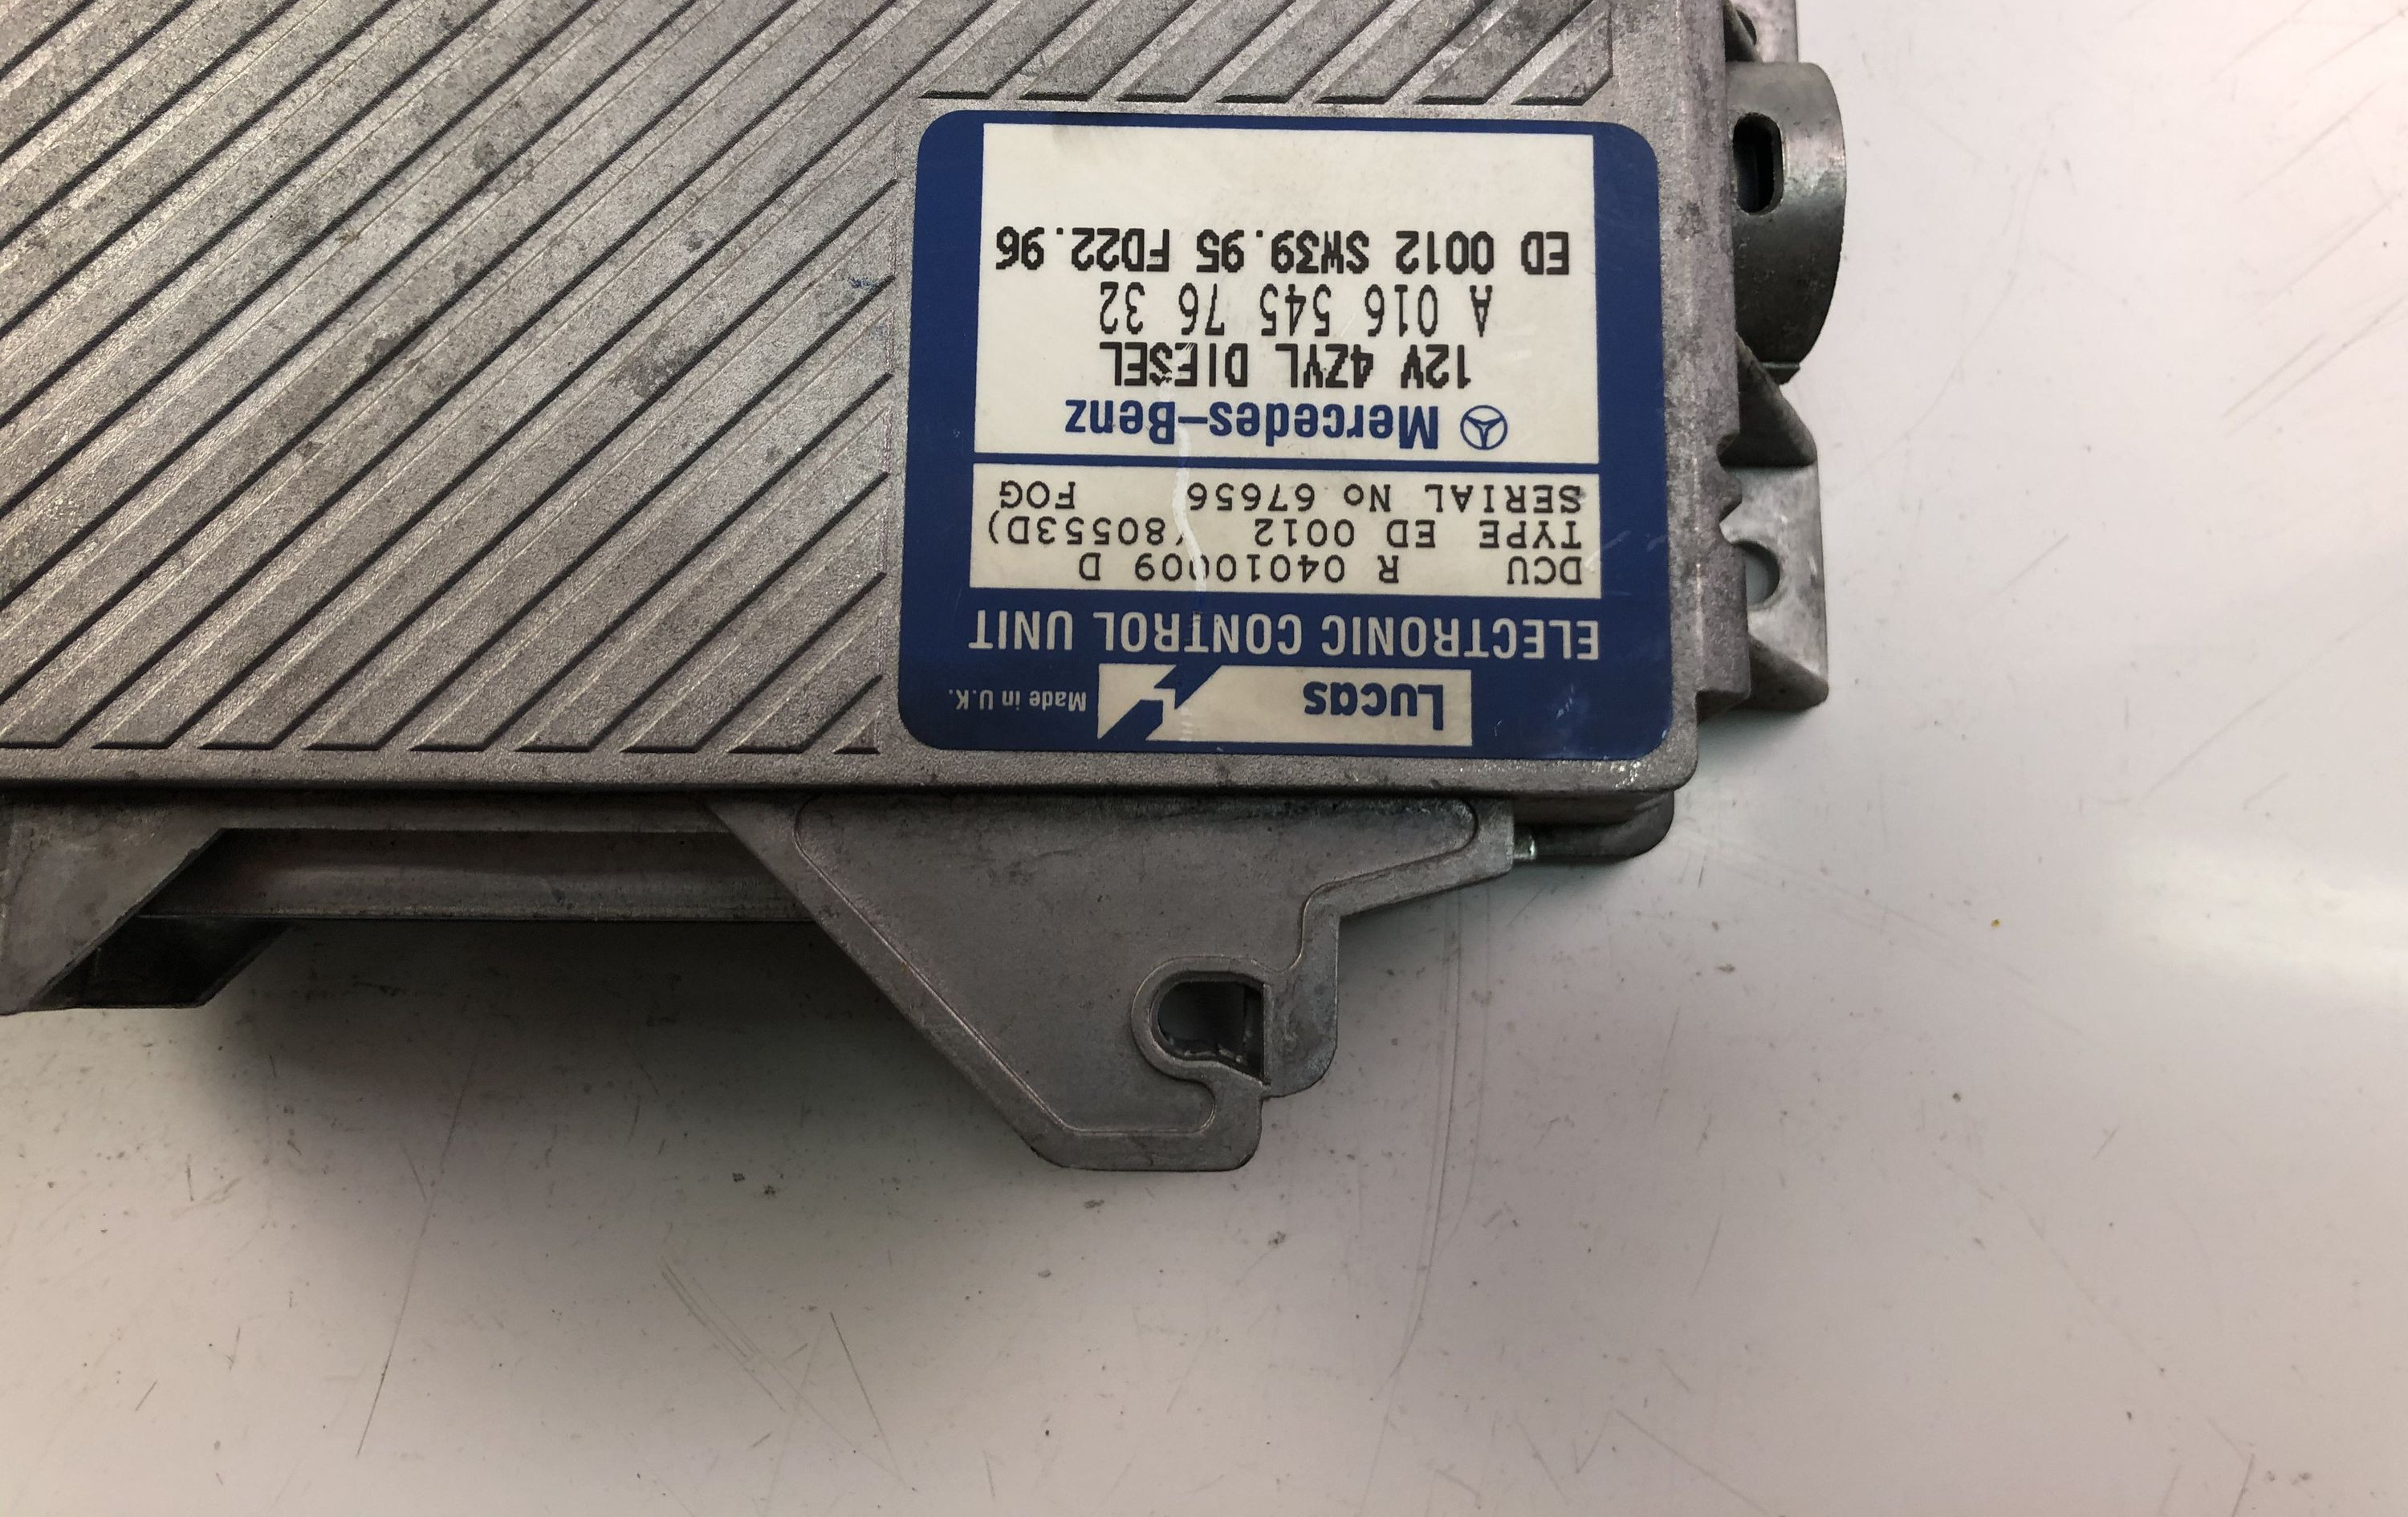 Lucas Made in U.K.
ELECTRONIC CONTROL UNIT
DCU R 04010009 D
TYPE ED 0012 (80553D)
SERIAL No 67656 FOG
Mercedes-Benz
12V 4ZYL DIESEL
A 016 545 76 32
ED 0012 SW39.95 FD22.96